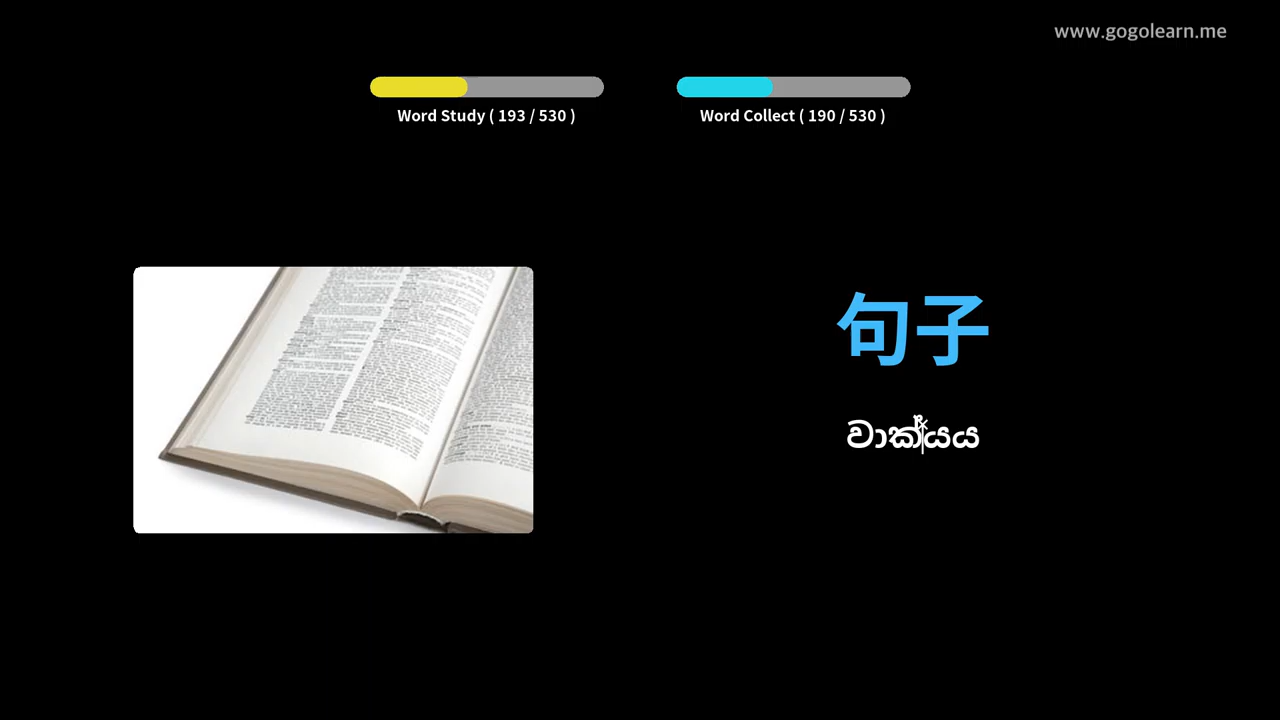 www.gogolearn.me
Word Study ( 193 / 530 )
Word Collect ( 190 / 530 )
句子
වාක්‍යය